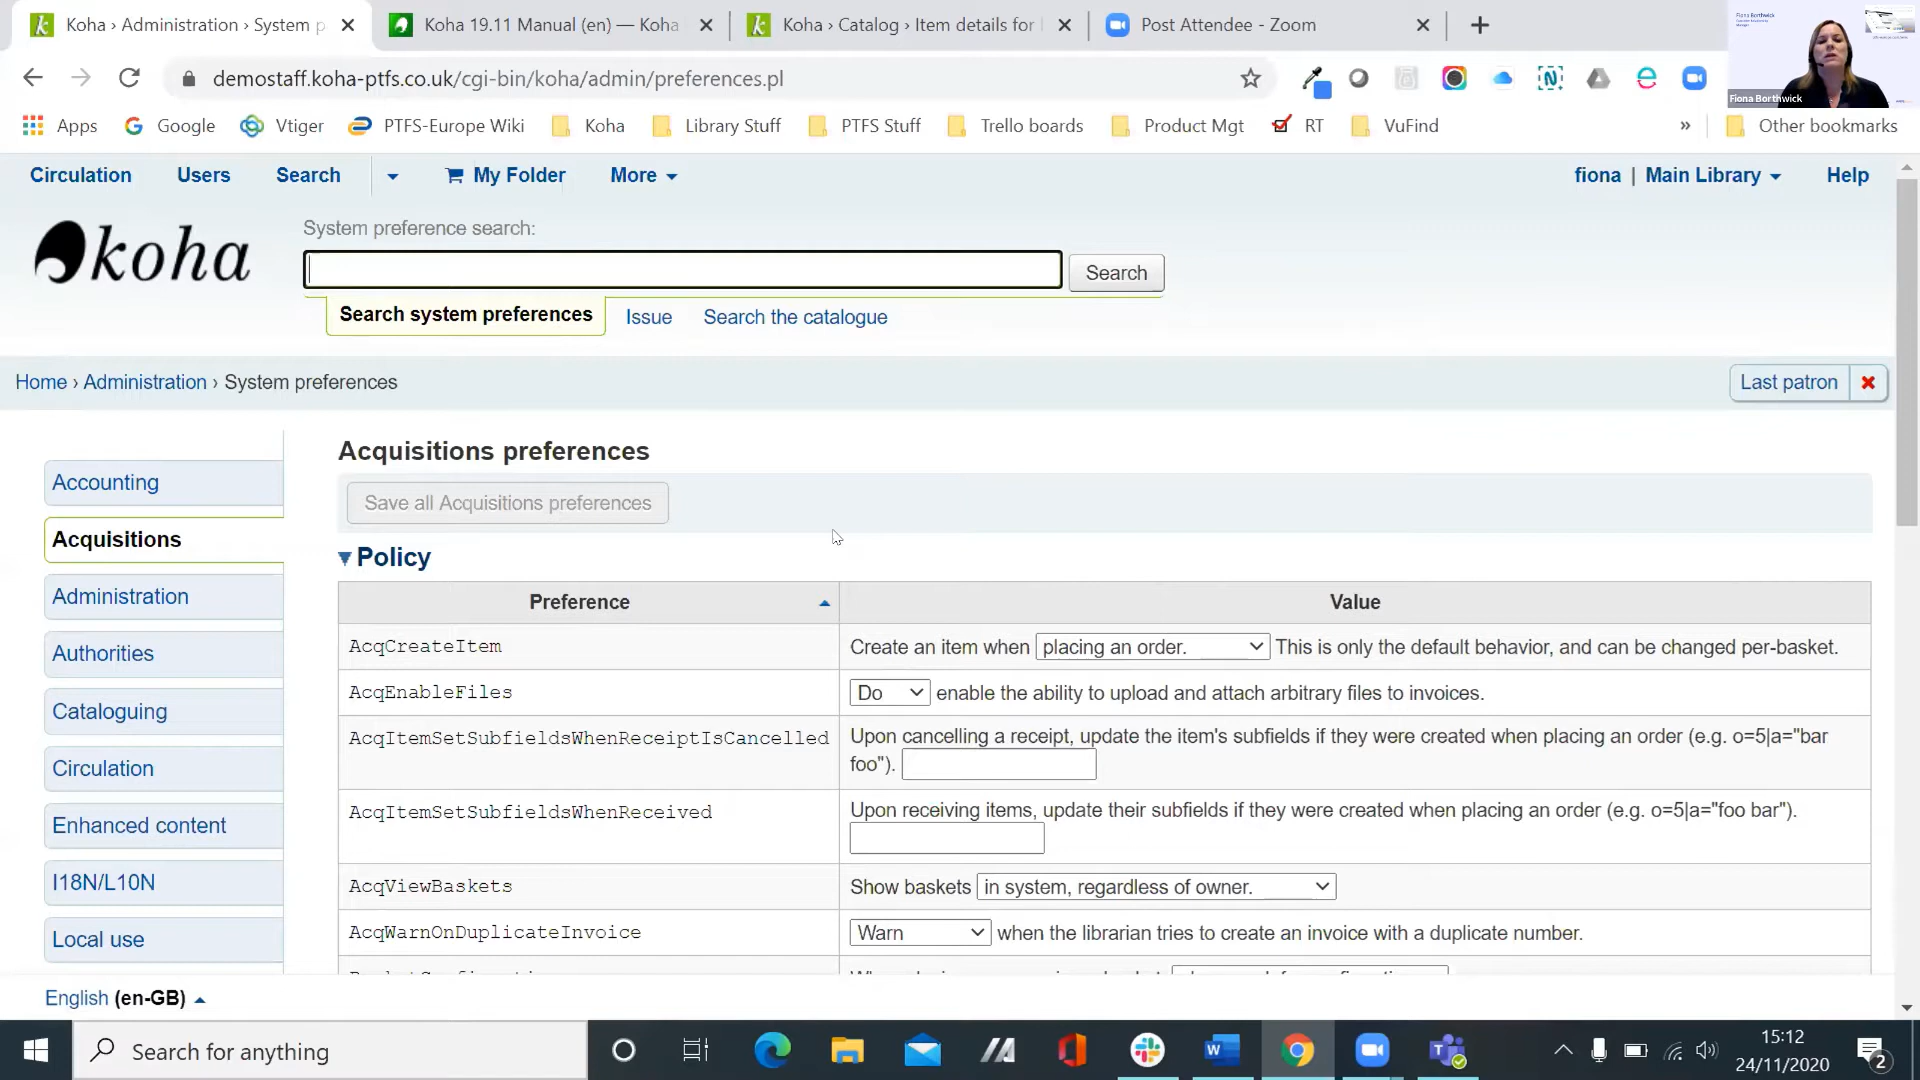 Koha › Administration › System p
Koha 19.11 Manual (en) — Koha
Koha › Catalog › Item details for
Post Attendee - Zoom
Fiona Borthwick
demostaff.koha-ptfs.co.uk/cgi-bin/koha/admin/preferences.pl
Fiona Borthwick
Apps
Google
Vtiger
PTFS-Europe Wiki
Koha
Library Stuff
PTFS Stuff
Trello boards
Product Mgt
RT
VuFind
»
Other bookmarks
Circulation
Users
Search
My Folder
More
fiona | Main Library
Help
koha
System preference search:
Search
Search system preferences
Issue
Search the catalogue
Home › Administration › System preferences
Last patron
Accounting
Acquisitions
Administration
Authorities
Cataloguing
Circulation
Enhanced content
I18N/L10N
Local use
Acquisitions preferences
Save all Acquisitions preferences
Policy
Preference
Value
AcqCreateItem
Create an item when placing an order. This is only the default behavior, and can be changed per-basket.
AcqEnableFiles
Do enable the ability to upload and attach arbitrary files to invoices.
AcqItemSetSubfieldsWhenReceiptIsCancelled
Upon cancelling a receipt, update the item's subfields if they were created when placing an order (e.g. o=5|a="bar
foo").
AcqItemSetSubfieldsWhenReceived
Upon receiving items, update their subfields if they were created when placing an order (e.g. o=5|a="foo bar").
AcqViewBaskets
Show baskets in system, regardless of owner.
AcqWarnOnDuplicateInvoice
Warn when the librarian tries to create an invoice with a duplicate number.
English (en-GB)
Search for anything
15:12
24/11/2020
2